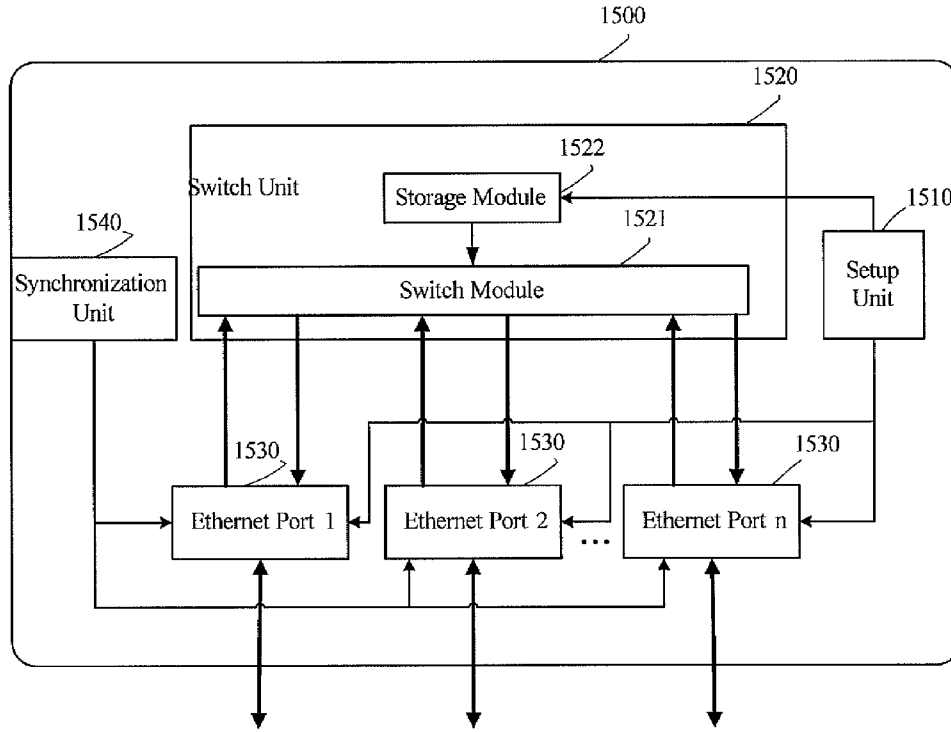 1500
1520
1522
Switch Unit
Storage Module
1510
1540
1521
Synchronization
Unit
Setup
Unit
Switch Module
1530
1530
1530
Ethernet Port 1
Ethernet Port 2
...
Ethernet Port n